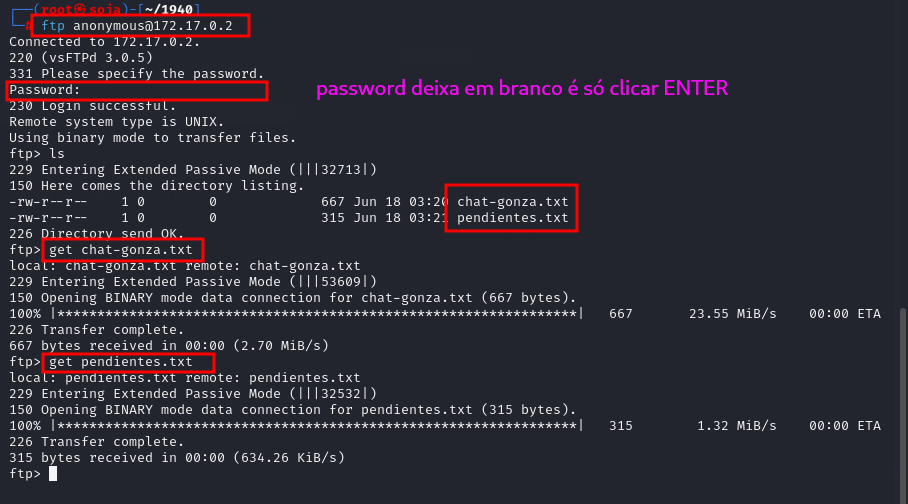 ┌──(root㉿soja)-[~/1940]
└─# ftp anonymous@172.17.0.2
Connected to 172.17.0.2.
220 (vsFTPd 3.0.5)
331 Please specify the password.
Password:
password deixa em branco é só clicar ENTER
230 Login successful.
Remote system type is UNIX.
Using binary mode to transfer files.
ftp> ls
229 Entering Extended Passive Mode (|||32713|)
150 Here comes the directory listing.
-rw-r--r--    1 0        0             667 Jun 18 03:20 chat-gonza.txt
-rw-r--r--    1 0        0             315 Jun 18 03:21 pendientes.txt
226 Directory send OK.
ftp> get chat-gonza.txt
local: chat-gonza.txt remote: chat-gonza.txt
229 Entering Extended Passive Mode (|||53609|)
150 Opening BINARY mode data connection for chat-gonza.txt (667 bytes).
100% |******************************************************************|   667       23.55 MiB/s    00:00 ETA
226 Transfer complete.
667 bytes received in 00:00 (2.70 MiB/s)
ftp> get pendientes.txt
local: pendientes.txt remote: pendientes.txt
229 Entering Extended Passive Mode (|||32532|)
150 Opening BINARY mode data connection for pendientes.txt (315 bytes).
100% |******************************************************************|   315        1.32 MiB/s    00:00 ETA
226 Transfer complete.
315 bytes received in 00:00 (634.26 KiB/s)
ftp>